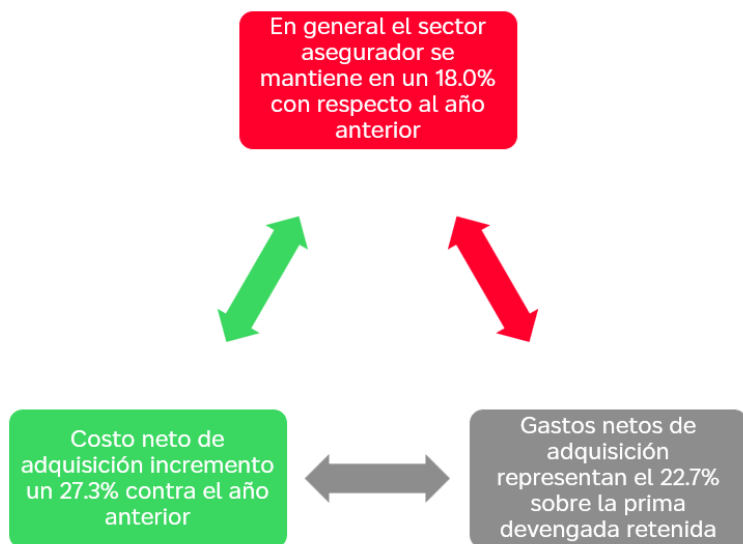 En general el sector
asegurador se
mantiene en un 18.0%
con respecto al año
anterior
Costo neto de
adquisición incremento
un 27.3% contra el año
anterior
Gastos netos de
adquisición
representan el 22.7%
sobre la prima
devengada retenida